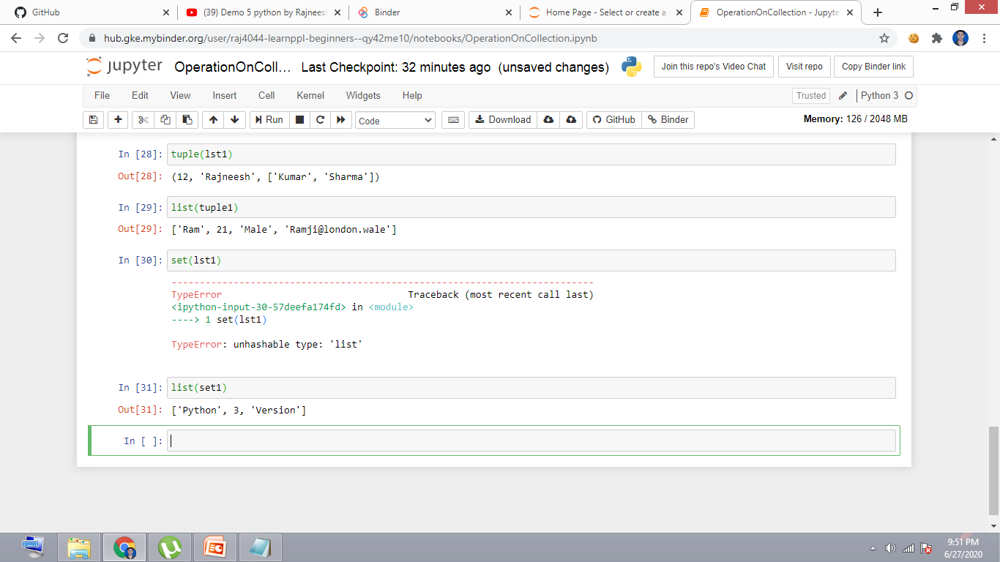 GitHub
(39) Demo 5 python by Rajnees
Binder
Home Page - Select or create a
OperationOnCollection - Jupyte
hub.gke.mybinder.org/user/raj4044-learnppl-beginners--qy42me10/notebooks/OperationOnCollection.ipynb
jupyter OperationOnColl... Last Checkpoint: 32 minutes ago (unsaved changes)
Join this repo's Video Chat
Visit repo
Copy Binder link
File Edit View Insert Cell Kernel Widgets Help
Trusted
Python 3
Run
Code
Download
GitHub
Binder
Memory: 126 / 2048 MB
In [28]: tuple(lst1)
Out[28]: (12, 'Rajneesh', ['Kumar', 'Sharma'])
In [29]: list(tuple1)
Out[29]: ['Ram', 21, 'Male', 'Ramji@london.wale']
In [30]: set(lst1)
---------------------------------------------------------------------------
TypeError Traceback (most recent call last)
<ipython-input-30-57deefa174fd> in <module>
----> 1 set(lst1)
TypeError: unhashable type: 'list'
In [31]: list(set1)
Out[31]: ['Python', 3, 'Version']
In [ ]:
9:51 PM
6/27/2020